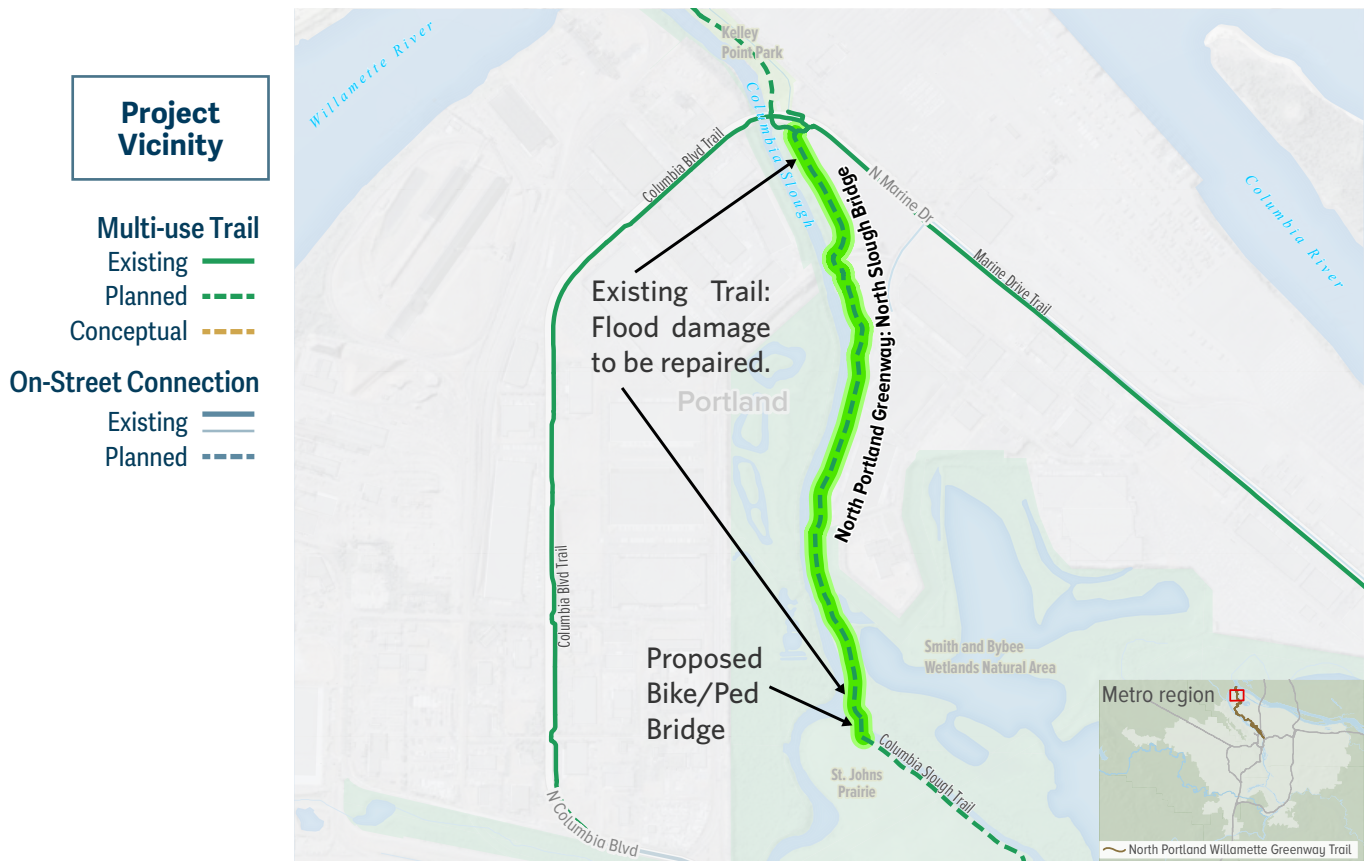 Project
Vicinity
Multi-use Trail
Existing
Planned
Conceptual
On-Street Connection
Existing
Planned
Willamette River
Kelley
Point Park
Columbia Slough
Columbia Blvd Trail
N Marine Dr
Marine Drive Trail
Columbia River
North Portland Greenway: North Slough Bridge
Existing Trail:
Flood damage
to be repaired.
Portland
Columbia Blvd Trail
Smith and Bybee
Wetlands Natural Area
Proposed
Bike/Ped
Bridge
Columbia Slough Trail
St. Johns
Prairie
N Columbia Blvd
Metro region
North Portland Willamette Greenway Trail